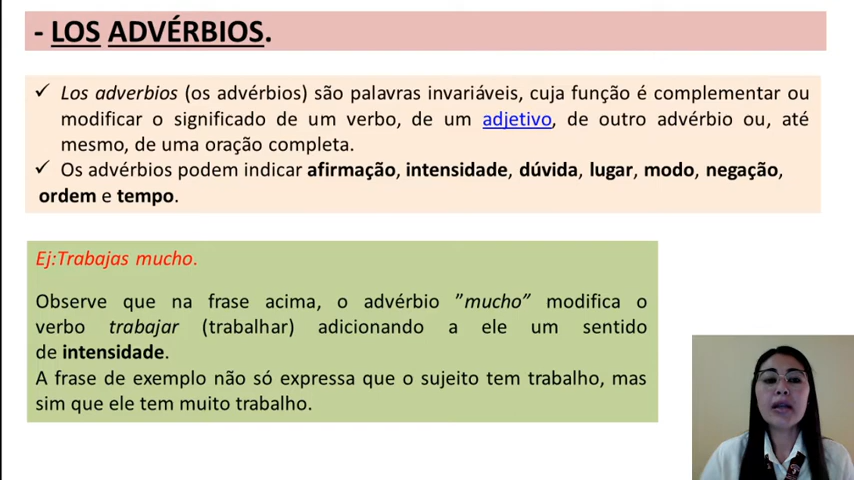 - LOS ADVÉRBIOS.
✓ Los adverbios (os advérbios) são palavras invariáveis, cuja função é complementar ou
modificar o significado de um verbo, de um adjetivo, de outro advérbio ou, até
mesmo, de uma oração completa.
✓ Os advérbios podem indicar afirmação, intensidade, dúvida, lugar, modo, negação,
ordem e tempo.
Ej:Trabajas mucho.
Observe que na frase acima, o advérbio ”mucho” modifica o
verbo trabajar (trabalhar) adicionando a ele um sentido
de intensidade.
A frase de exemplo não só expressa que o sujeito tem trabalho, mas
sim que ele tem muito trabalho.